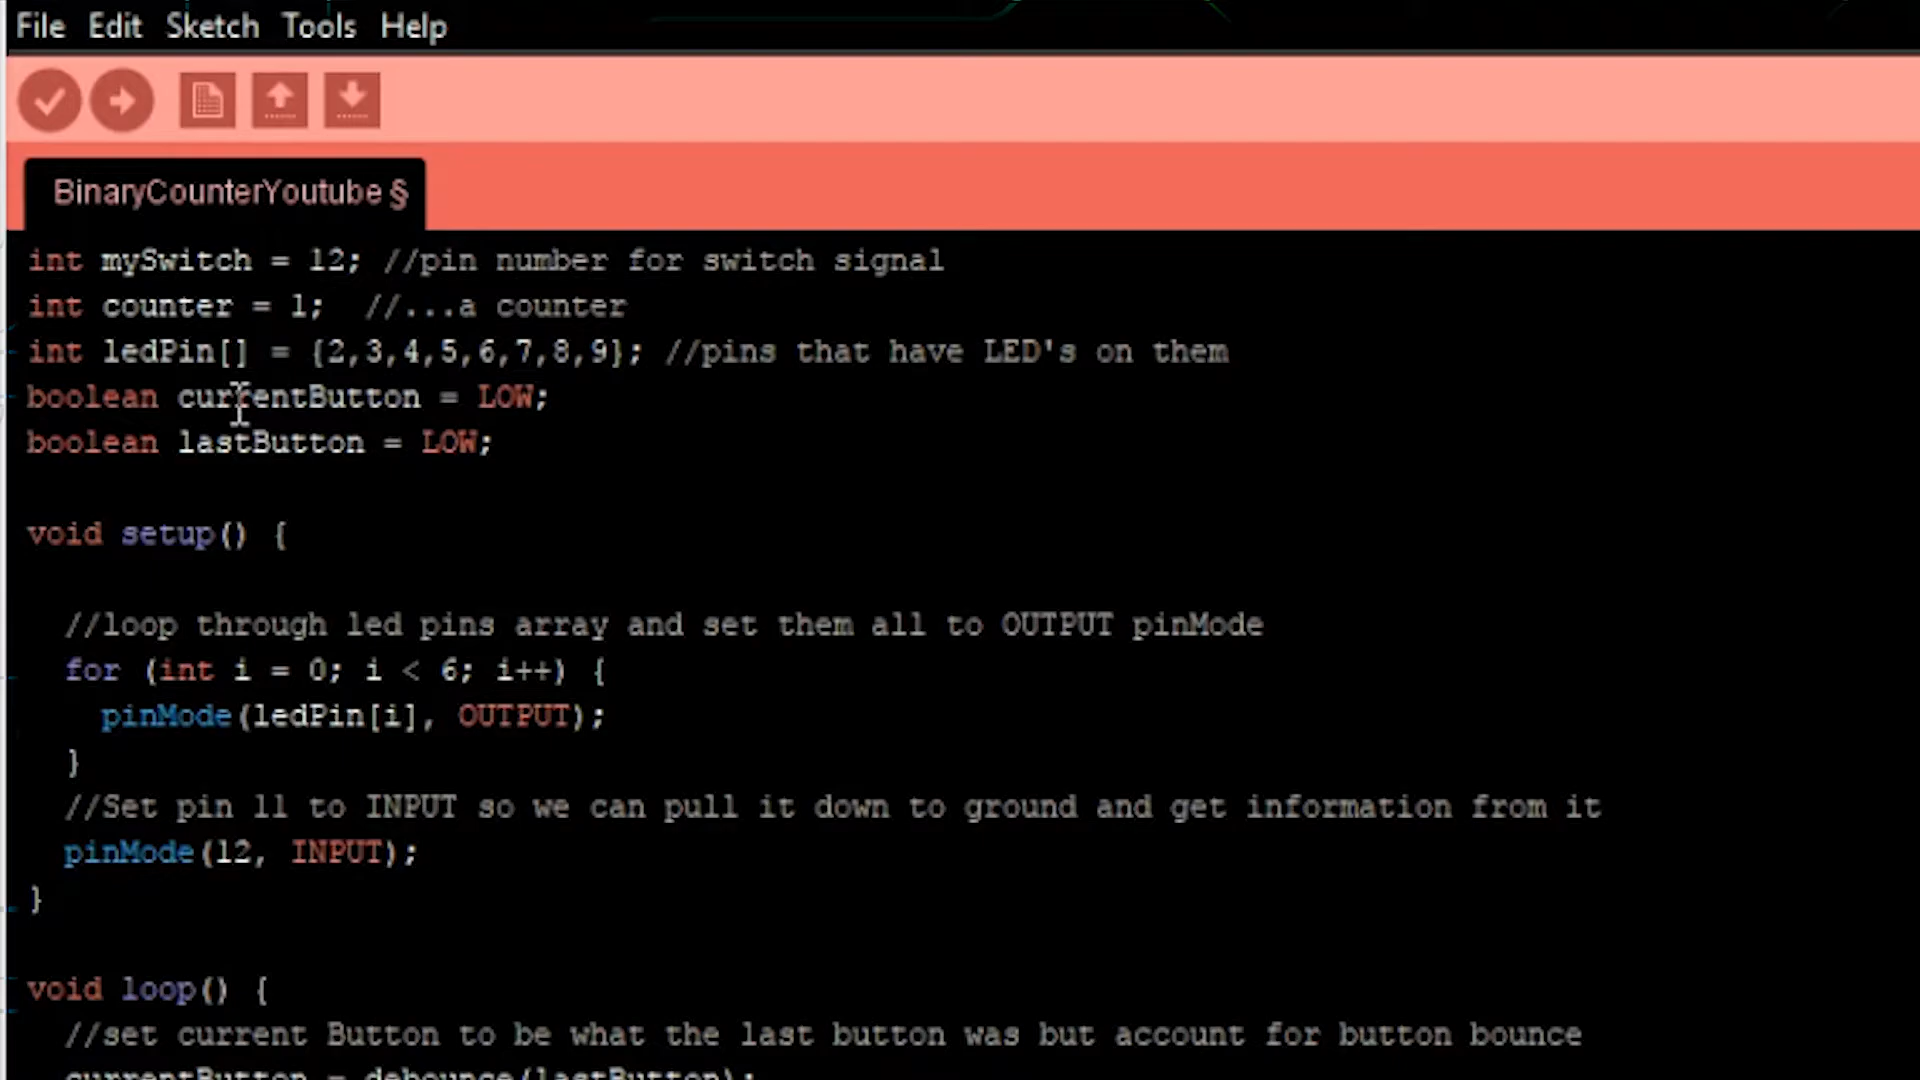 File Edit Sketch Tools Help
BinaryCounterYoutube §
int mySwitch = 12; //pin number for switch signal
int counter = 1;  //...a counter
int ledPin[] = {2,3,4,5,6,7,8,9}; //pins that have LED's on them
boolean currentButton = LOW;
boolean lastButton = LOW;
void setup() {
//loop through led pins array and set them all to OUTPUT pinMode
for (int i = 0; i < 6; i++) {
pinMode(ledPin[i], OUTPUT);
}
//Set pin 11 to INPUT so we can pull it down to ground and get information from it
pinMode(12, INPUT);
}
void loop() {
//set current Button to be what the last button was but account for button bounce
currentButton = debounce(lastButton);